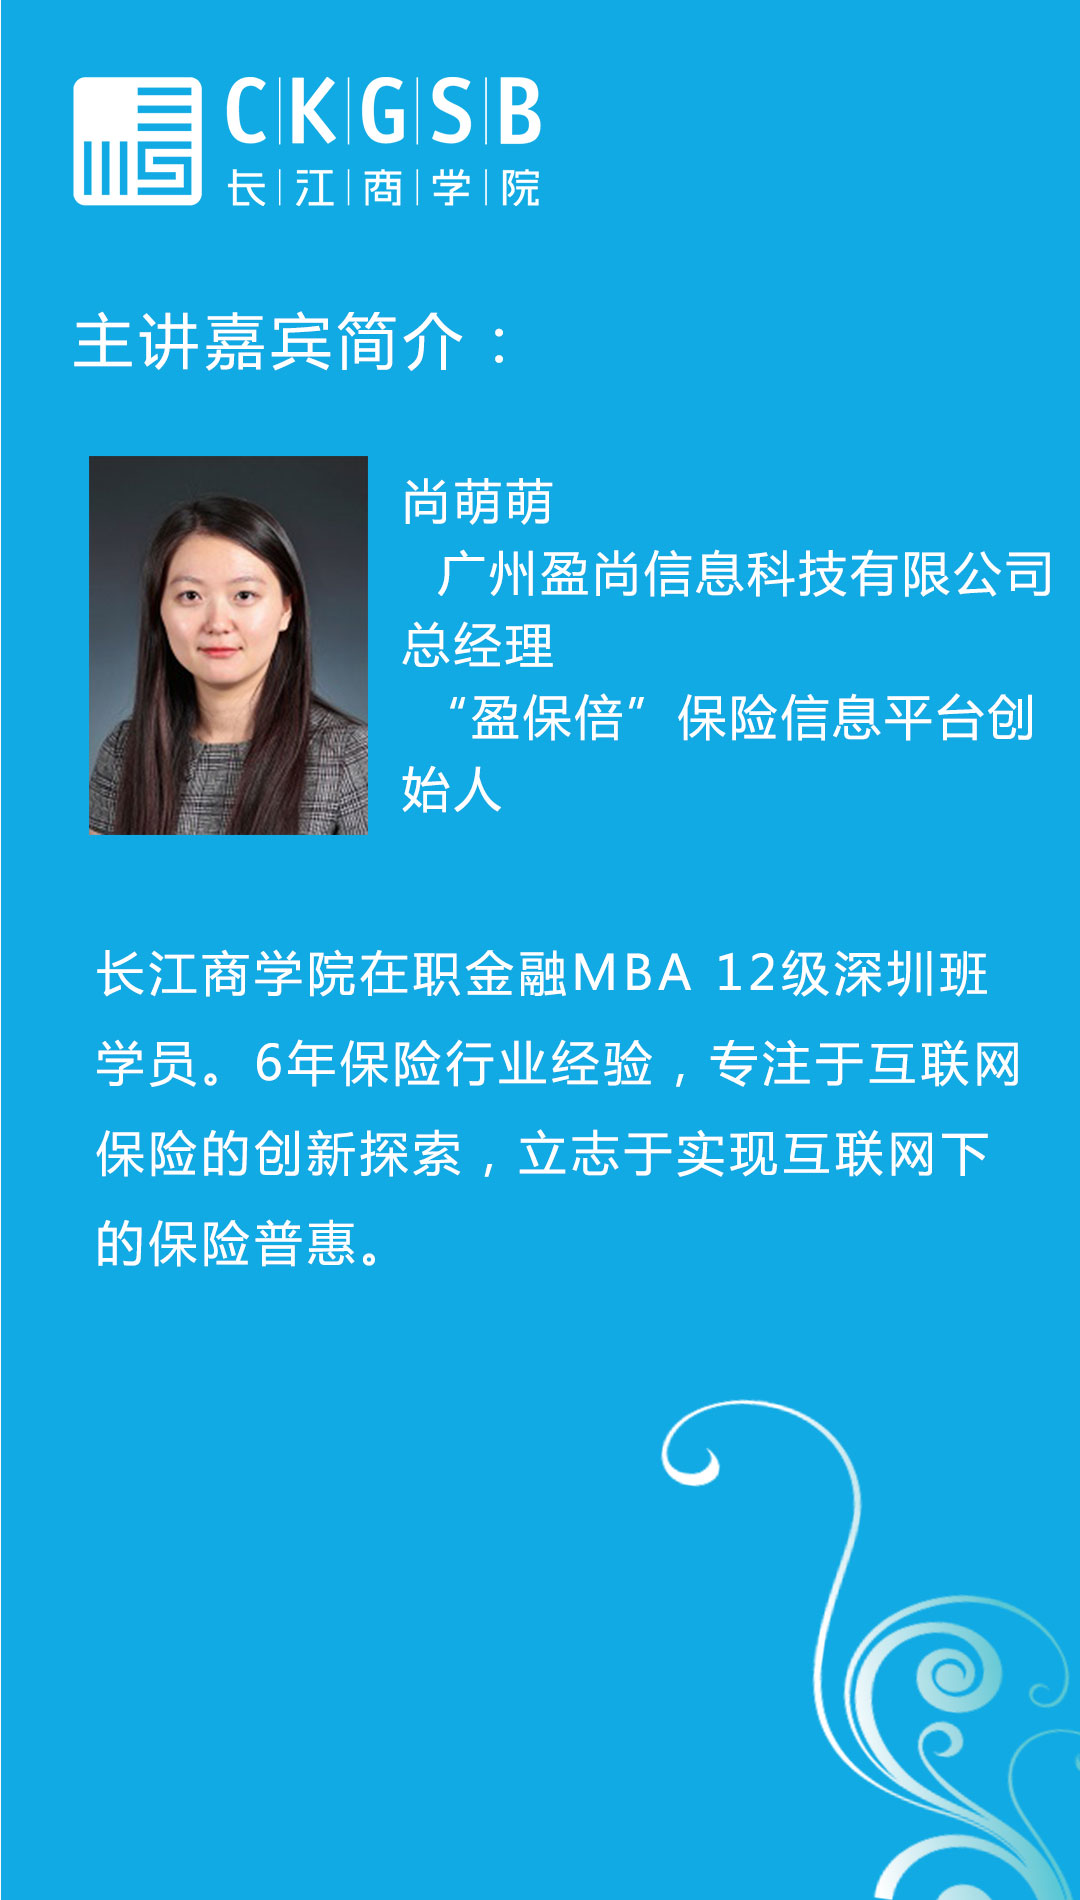 CKGSB
长江商学院
主讲嘉宾简介：
尚萌萌
广州盈尚信息科技有限公司
总经理
“盈保倍”保险信息平台创
始人
长江商学院在职金融MBA 12级深圳班
学员。6年保险行业经验，专注于互联网
保险的创新探索，立志于实现互联网下
的保险普惠。